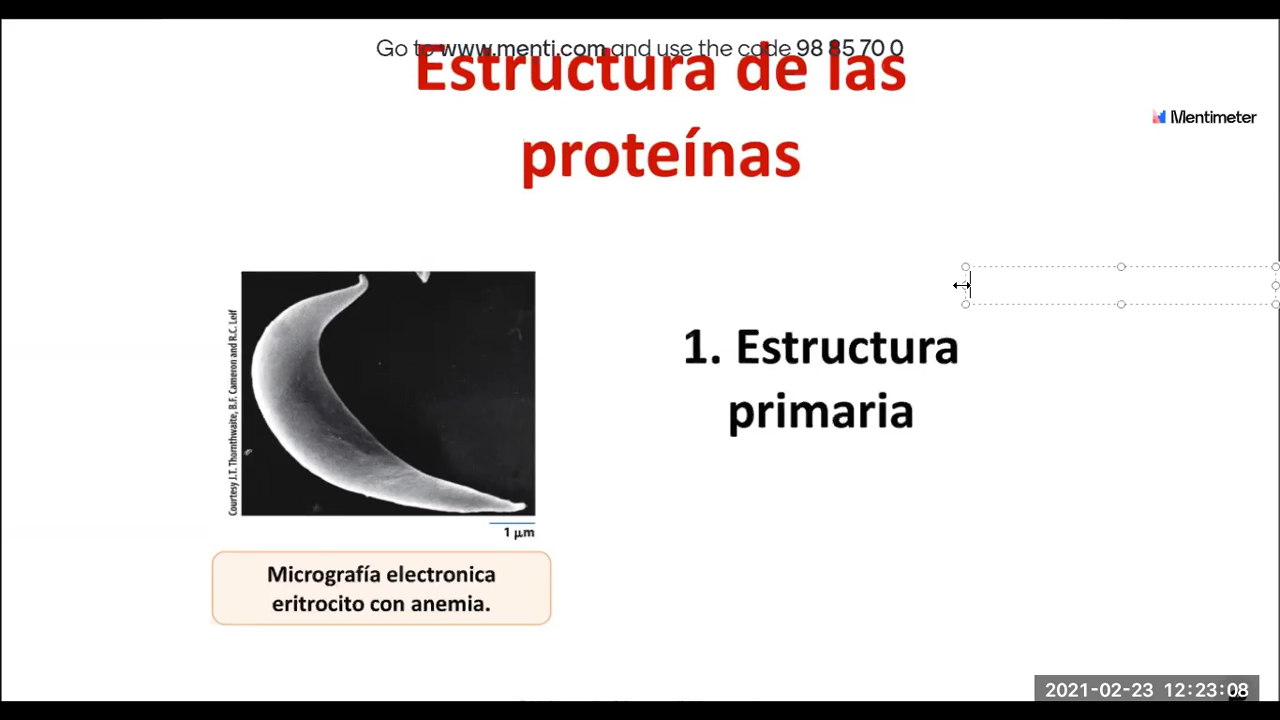 Go to www.menti.com and use the code 98 85 70 0
Estructura de las
proteínas
Mentimeter
Courtesy J.T. Thornthwaite, B.F. Cameron and R.C. Leif
1. Estructura
primaria
1 μm
Micrografía electronica
eritrocito con anemia.
2021-02-23 12:23:08